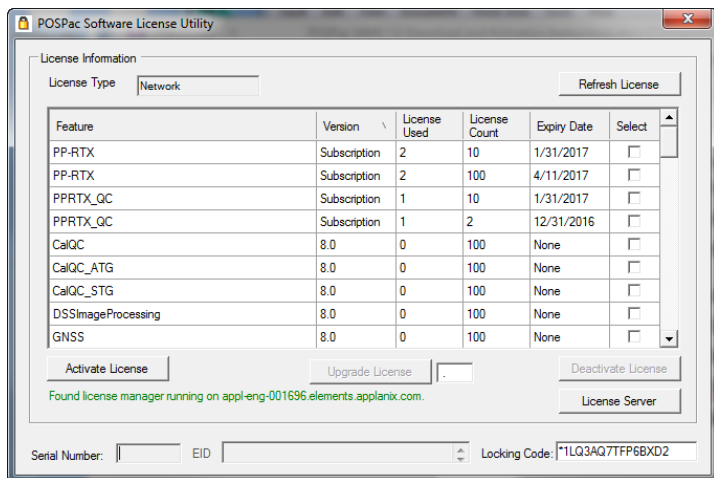 POSPac Software License Utility
License Information
License Type Network Refresh License
Feature Version License Used License Count Expiry Date Select
PP-RTX Subscription 2 10 1/31/2017
PP-RTX Subscription 2 100 4/11/2017
PPRTX_QC Subscription 1 10 1/31/2017
PPRTX_QC Subscription 1 2 12/31/2016
CalQC 8.0 0 100 None
CalQC_ATG 8.0 0 100 None
CalQC_STG 8.0 0 100 None
DSSImageProcessing 8.0 0 100 None
GNSS 8.0 0 100 None
Activate License Upgrade License . Deactivate License
Found license manager running on appl-eng-001696.elements.applanix.com.
License Server
Serial Number: EID Locking Code: *1LQ3AQ7TFP6BXD2